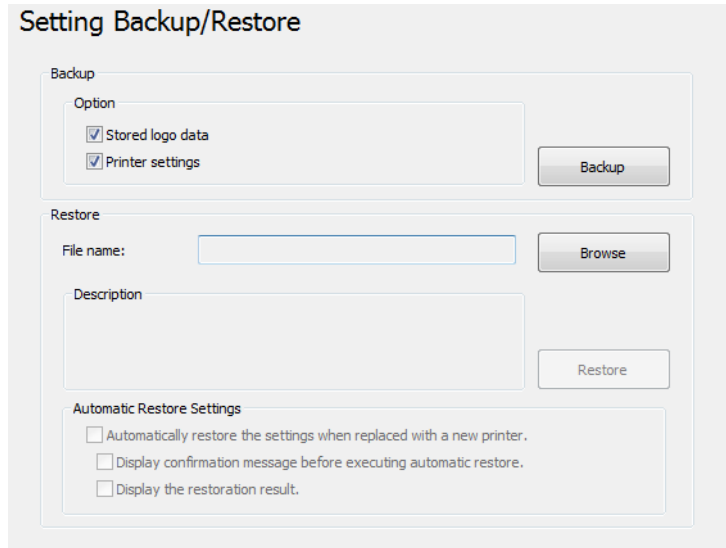 Setting Backup/Restore
Backup
Option
Stored logo data
Printer settings
Backup
Restore
File name:
Browse
Description
Restore
Automatic Restore Settings
Automatically restore the settings when replaced with a new printer.
Display confirmation message before executing automatic restore.
Display the restoration result.